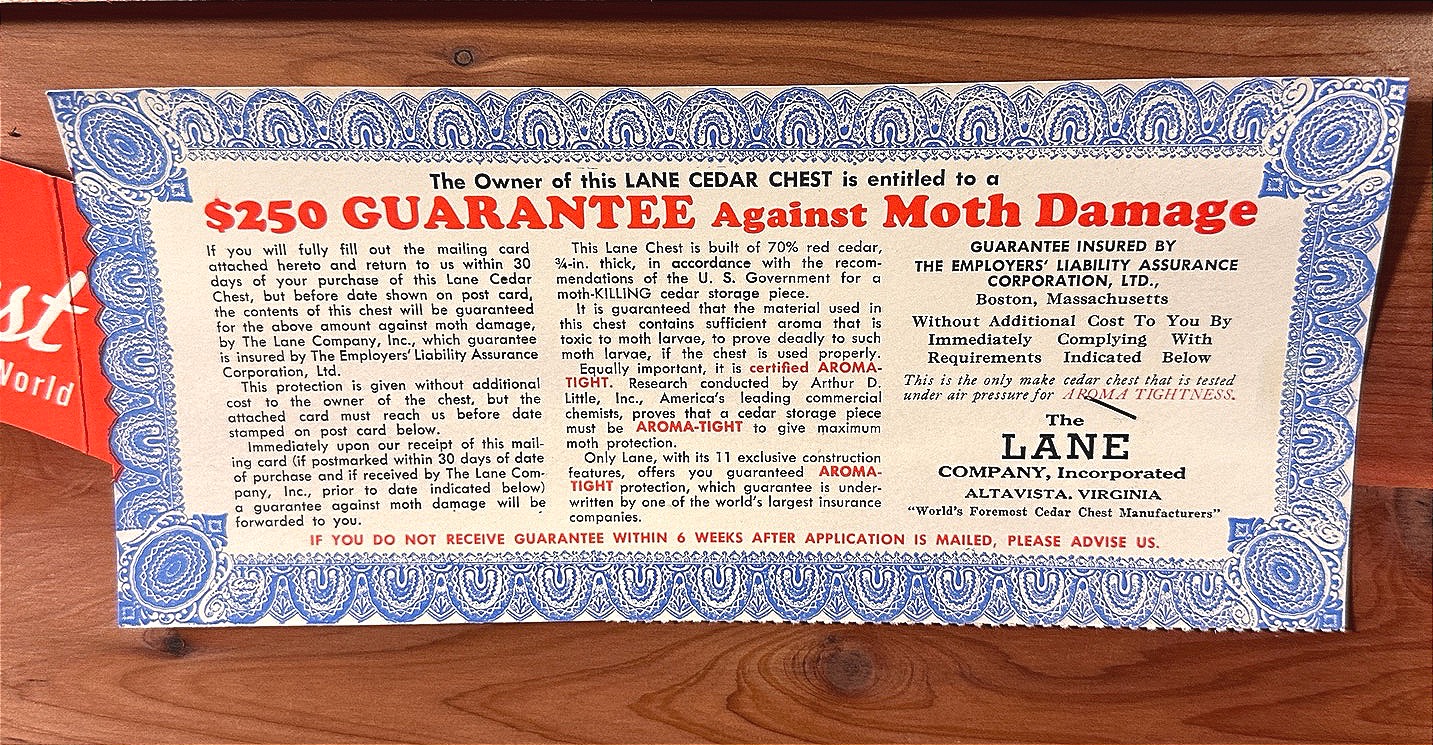 st
World
The Owner of this LANE CEDAR CHEST is entitled to a
$250 GUARANTEE Against Moth Damage
If you will fully fill out the mailing card
attached hereto and return to us within 30
days of your purchase of this Lane Cedar
Chest, but before date shown on post card,
the contents of this chest will be guaranteed
for the above amount against moth damage,
by The Lane Company, Inc., which guarantee
is insured by The Employers' Liability Assurance
Corporation, Ltd.
This protection is given without additional
cost to the owner of the chest, but the
attached card must reach us before date
stamped on post card below.
Immediately upon our receipt of this mail-
ing card (if postmarked within 30 days of date
of purchase and if received by The Lane Com-
pany, Inc., prior to date indicated below)
a guarantee against moth damage will be
forwarded to you.
This Lane Chest is built of 70% red cedar,
¾-in. thick, in accordance with the recom-
mendations of the U. S. Government for a
moth-KILLING cedar storage piece.
It is guaranteed that the material used in
this chest contains sufficient aroma that is
toxic to moth larvae, to prove deadly to such
moth larvae, if the chest is used properly.
Equally important, it is certified AROMA-
TIGHT. Research conducted by Arthur D.
Little, Inc., America's leading commercial
chemists, proves that a cedar storage piece
must be AROMA-TIGHT to give maximum
moth protection.
Only Lane, with its 11 exclusive construction
features, offers you guaranteed AROMA-
TIGHT protection, which guarantee is under-
written by one of the world's largest insurance
companies.
GUARANTEE INSURED BY
THE EMPLOYERS' LIABILITY ASSURANCE
CORPORATION, LTD.,
Boston, Massachusetts
Without Additional Cost To You By
Immediately Complying With
Requirements Indicated Below
This is the only make cedar chest that is tested
under air pressure for AROMA TIGHTNESS.
The
LANE
COMPANY, Incorporated
ALTAVISTA. VIRGINIA
"World's Foremost Cedar Chest Manufacturers"
IF YOU DO NOT RECEIVE GUARANTEE WITHIN 6 WEEKS AFTER APPLICATION IS MAILED, PLEASE ADVISE US.